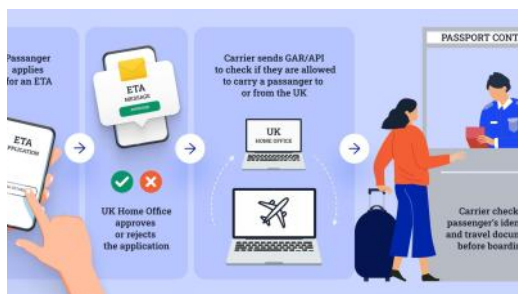 Passanger
applies
for an ETA
ETA
PPLICATION
ETA
MESSAGE
UK Home Office
approves
or rejects
the application
Carrier sends GAR/API
to check if they are allowed
to carry a passenger to
or from the UK
UK
HOME OFFICE
PASSPORT CONT
Carrier check
passenger's iden
and travel docum
before boardin